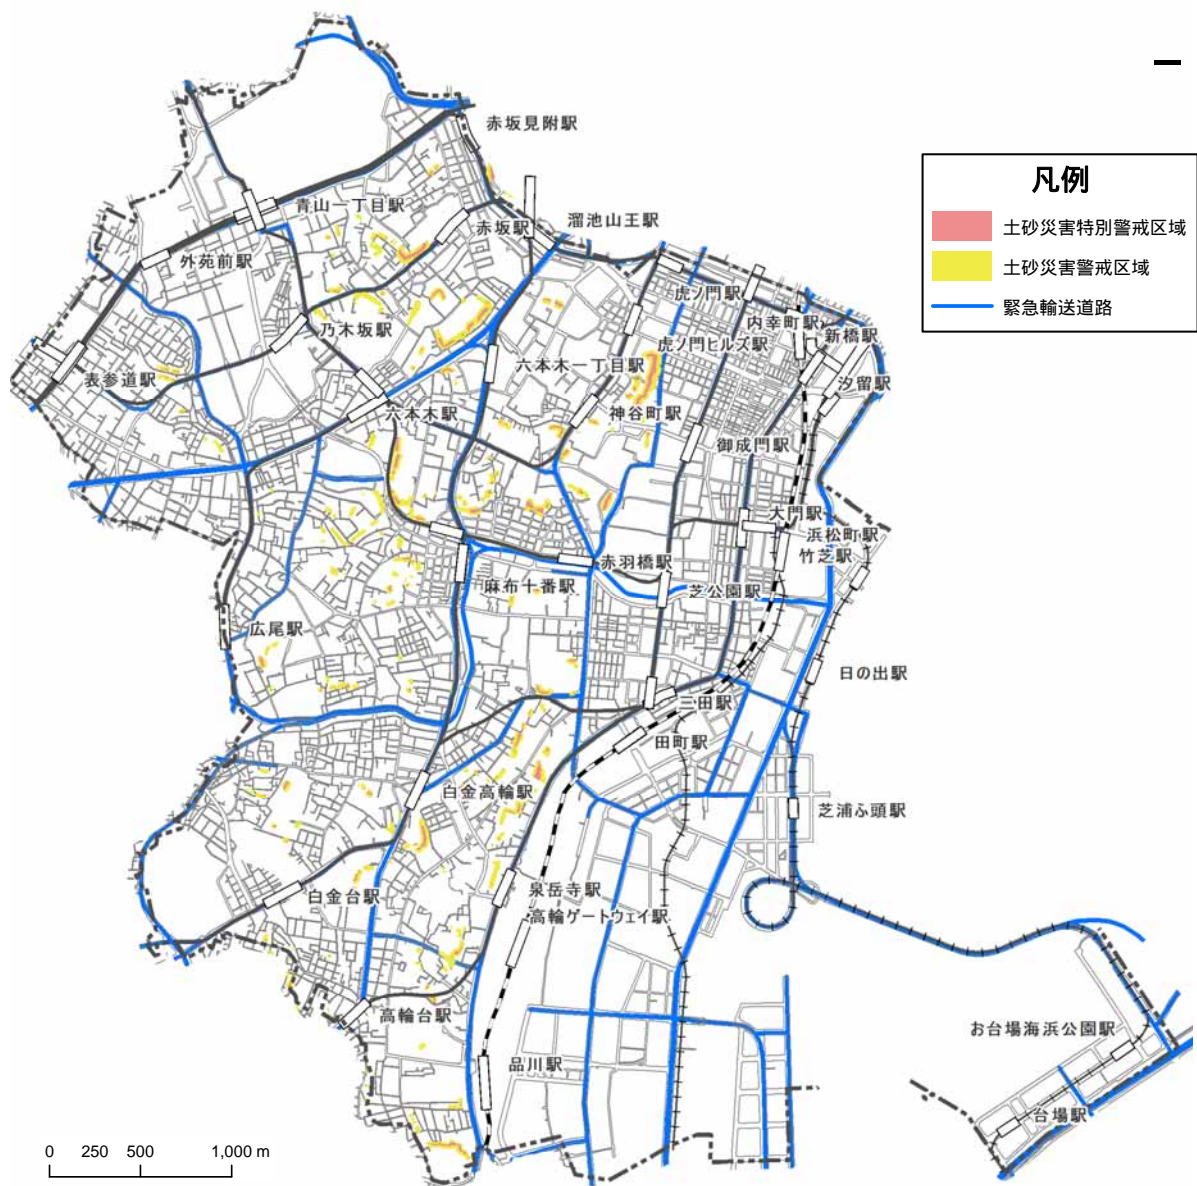 赤坂見附駅
凡例
土砂災害特別警戒区域
土砂災害警戒区域
緊急輸送道路
青山一丁目駅
赤坂駅
溜池山王駅
外苑前駅
虎ノ門駅
内幸町駅
新橋駅
乃木坂駅
虎ノ門ヒルズ駅
六本木一丁目駅
表参道駅
汐留駅
六本木駅
神谷町駅
御成門駅
大門駅
浜松町駅
竹芝駅
赤羽橋駅
麻布十番駅
芝公園駅
広尾駅
日の出駅
三田駅
田町駅
白金高輪駅
芝浦ふ頭駅
白金台駅
泉岳寺駅
高輪ゲートウェイ駅
高輪台駅
お台場海浜公園駅
品川駅
台場駅
0 250 500 1,000 m